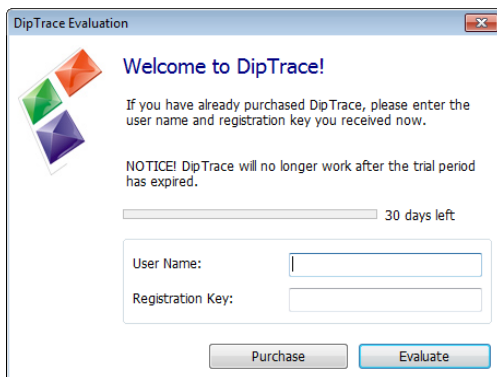 DipTrace Evaluation
Welcome to DipTrace!
If you have already purchased DipTrace, please enter the
user name and registration key you received now.
NOTICE! DipTrace will no longer work after the trial period
has expired.
30 days left
User Name:
Registration Key:
Purchase Evaluate